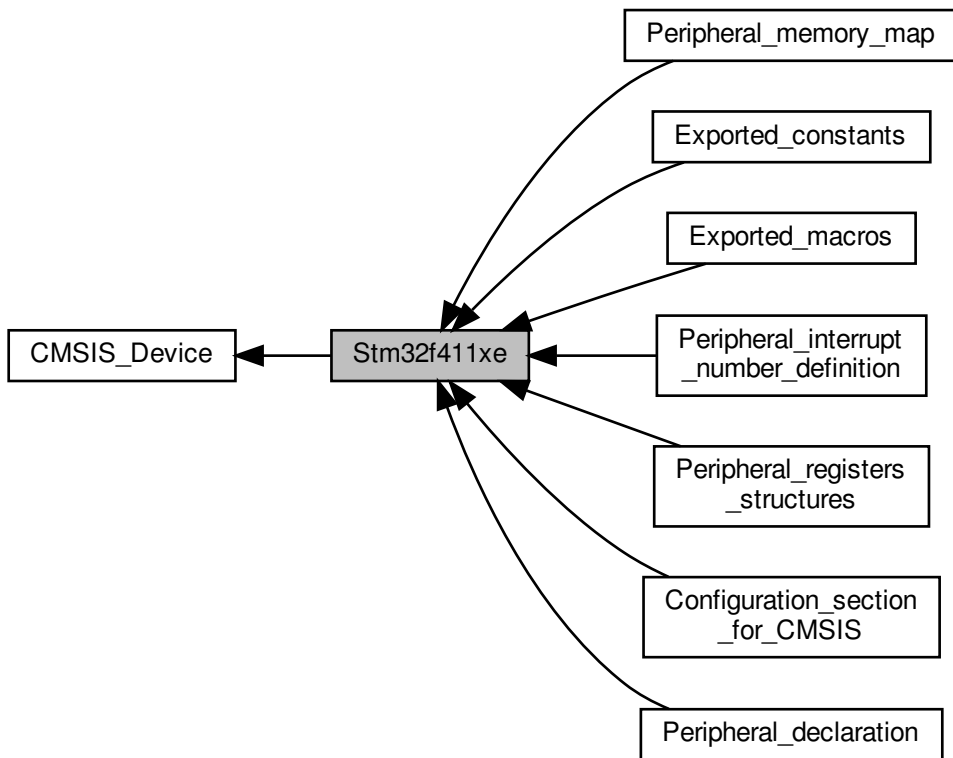 Peripheral_memory_map
Exported_constants
Exported_macros
CMSIS_Device
Stm32f411xe
Peripheral_interrupt
_number_definition
Peripheral_registers
_structures
Configuration_section
_for_CMSIS
Peripheral_declaration